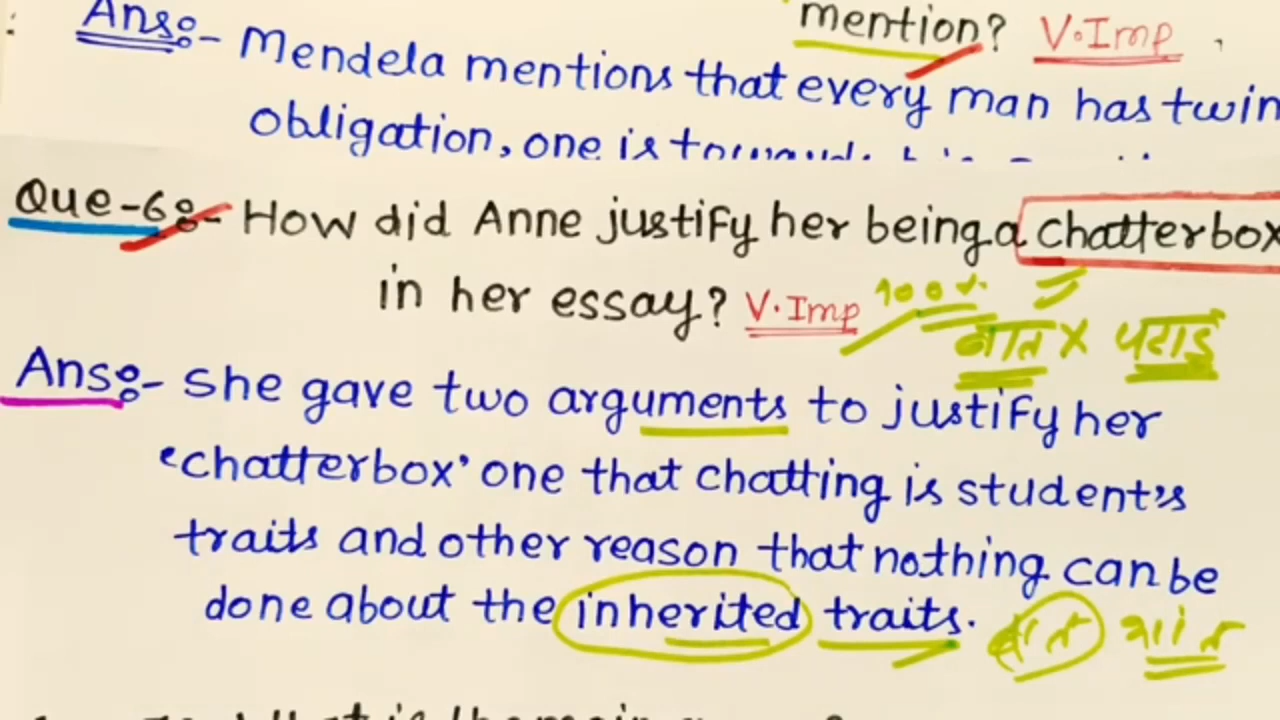 mention? V.Imp
Ans:- Mendela mentions that every man has twin
obligation, one is
Que-6:- How did Anne justify her being a chatterbox
in her essay? V.Imp 100%
बात X पराई
Ans:- She gave two arguments to justify her
'chatterbox' one that chatting is student's
traits and other reason that nothing can be
done about the inherited traits.